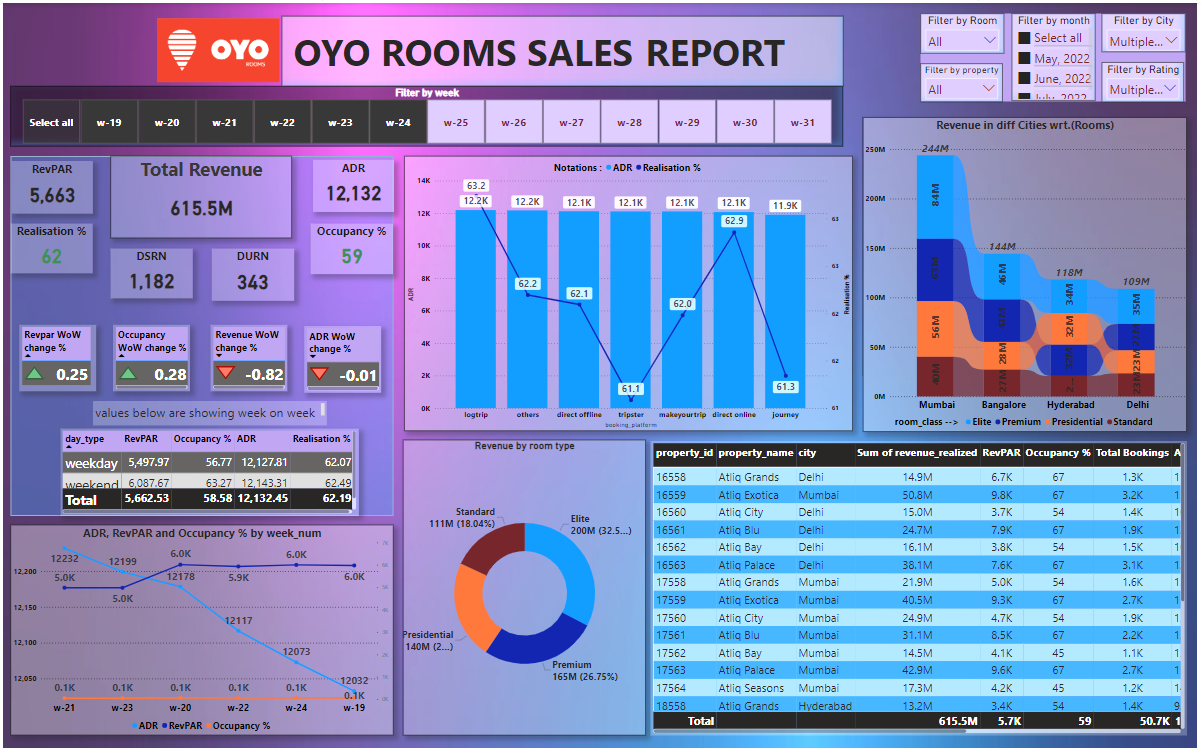 OYO
ROOMS
OYO ROOMS SALES REPORT
Filter by Room
All
Filter by month
Select all
May, 2022
June, 2022
July, 2022
Filter by City
Multiple...
Filter by property
All
Filter by Rating
Multiple...
Filter by week
Select all
w-19
w-20
w-21
w-22
w-23
w-24
w-25
w-26
w-27
w-28
w-29
w-30
w-31
RevPAR
5,663
Total Revenue
615.5M
ADR
12,132
Realisation %
62
DSRN
1,182
DURN
343
Occupancy %
59
Revpar WoW change %
0.25
Occupancy WoW change %
0.28
Revenue WoW change %
-0.82
ADR WoW change %
-0.01
values below are showing week on week
day_type RevPAR Occupancy % ADR Realisation %
weekday 5,497.97 56.77 12,127.81 62.07
weekend 6,087.67 63.27 12,143.31 62.49
Total 5,662.53 58.58 12,132.45 62.19
ADR, RevPAR and Occupancy % by week_num
12,200
12,150
12,100
12,050
12232
12199
12178
12117
12073
12032
5.0K
5.0K
6.0K
5.9K
6.0K
6.0K
0.1K 0.1K 0.1K 0.1K 0.1K 0.1K
7K
6K
5K
4K
3K
2K
1K
0K
w-21 w-23 w-20 w-22 w-24 w-19
ADR RevPAR Occupancy %
Notations : ADR Realisation %
14K
12K
10K
8K
6K
4K
2K
0K
ADR
12.2K 12.2K 12.1K 12.1K 12.1K 12.1K 11.9K
63.2
62.2
62.1
61.1
62.0
62.9
61.3
63
63
62
62
61
Realisation %
logtrip others direct offline tripster makeyourtrip direct online journey
booking_platform
Revenue in diff Cities wrt.(Rooms)
250M
200M
150M
100M
50M
0M
244M
84M
56M
40M
144M
46M
28M
27M
118M
34M
32M
2...
109M
35M
23M
23M
Mumbai Bangalore Hyderabad Delhi
room_class --> Elite Premium Presidential Standard
Revenue by room type
Standard
111M (18.04%)
Elite
200M (32.5...)
Presidential
140M (2...)
Premium
165M (26.75%)
property_id property_name city Sum of revenue_realized RevPAR Occupancy % Total Bookings A
16558 Atliq Grands Delhi 14.9M 6.7K 67 1.3K
16559 Atliq Exotica Mumbai 50.8M 9.8K 67 3.2K
16560 Atliq City Delhi 15.0M 3.7K 54 1.4K
16561 Atliq Blu Delhi 24.7M 7.9K 67 1.9K
16562 Atliq Bay Delhi 16.1M 3.8K 54 1.5K
16563 Atliq Palace Delhi 38.1M 7.6K 67 3.1K
17558 Atliq Grands Mumbai 21.9M 5.0K 54 1.6K
17559 Atliq Exotica Mumbai 40.5M 9.3K 67 2.7K
17560 Atliq City Mumbai 24.9M 4.7K 54 1.9K
17561 Atliq Blu Mumbai 31.1M 8.5K 67 2.2K
17562 Atliq Bay Mumbai 14.5M 4.1K 45 1.1K
17563 Atliq Palace Mumbai 42.9M 9.6K 67 2.7K
17564 Atliq Seasons Mumbai 17.3M 4.2K 45 1.2K
18558 Atliq Grands Hyderabad 13.2M 3.4K 54 1.4K
Total 615.5M 5.7K 59 50.7K